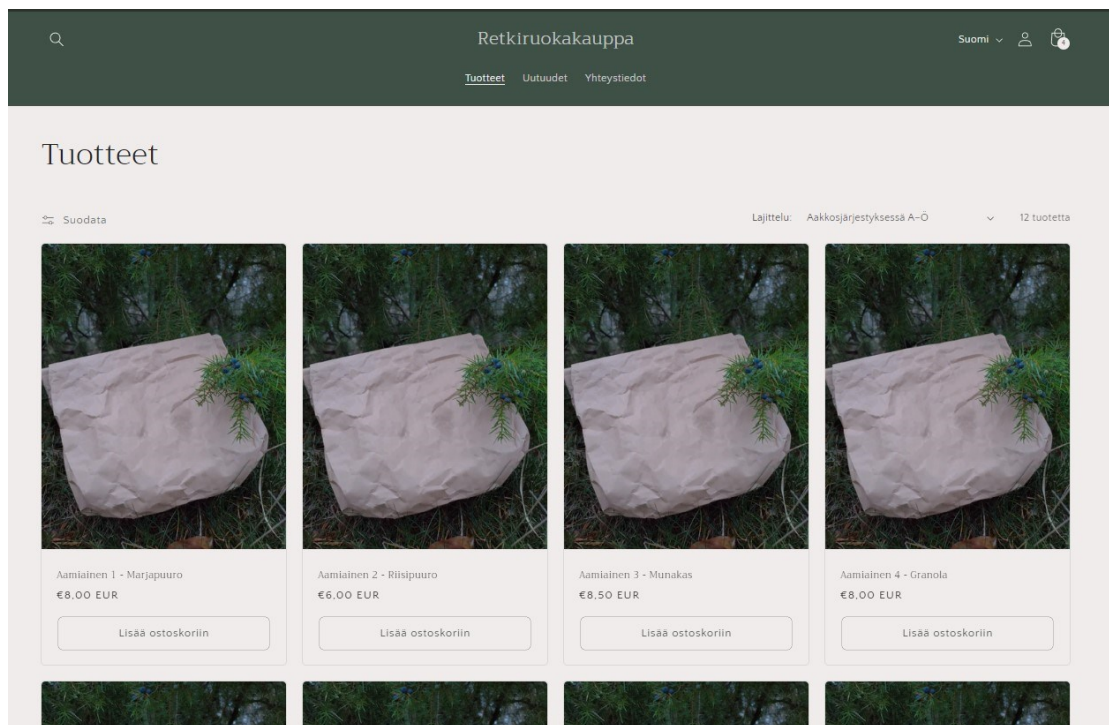 Retkiruokakauppa
Suomi
4
Tuotteet Uutuudet Yhteystiedot
Tuotteet
Suodata
Lajittelu: Aakkosjärjestyksessä A–Ö 12 tuotetta
Aamiainen 1 - Marjapuuro
Aamiainen 2 - Riisipuuro
Aamiainen 3 - Munakas
Aamiainen 4 - Granola
€8,00 EUR
€6,00 EUR
€8,50 EUR
€8,00 EUR
Lisää ostoskoriin
Lisää ostoskoriin
Lisää ostoskoriin
Lisää ostoskoriin